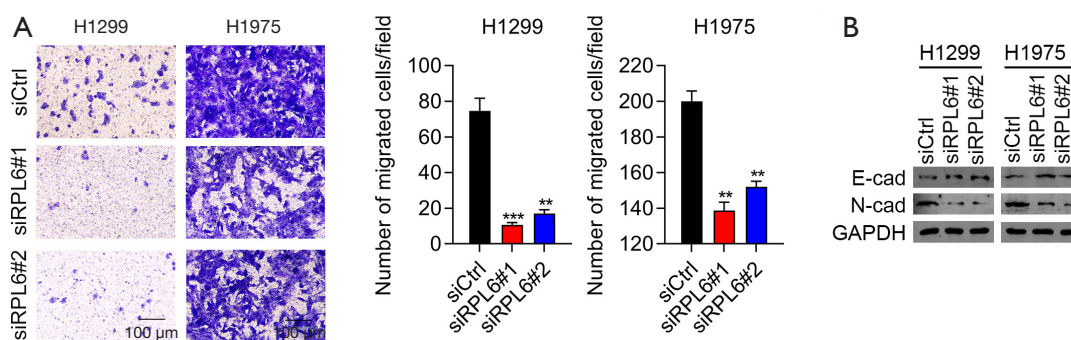 A
H1299
H1975
siCtrl
siRPL6#1
siRPL6#2
100 µm
100 µm
H1299
Number of migrated cells/field
100
80
60
40
20
0
***
**
siCtrl
siRPL6#1
siRPL6#2
H1975
Number of migrated cells/field
220
200
180
160
140
120
**
**
siCtrl
siRPL6#1
siRPL6#2
B
H1299
H1975
siCtrl
siRPL6#1
siRPL6#2
siCtrl
siRPL6#1
siRPL6#2
E-cad
N-cad
GAPDH